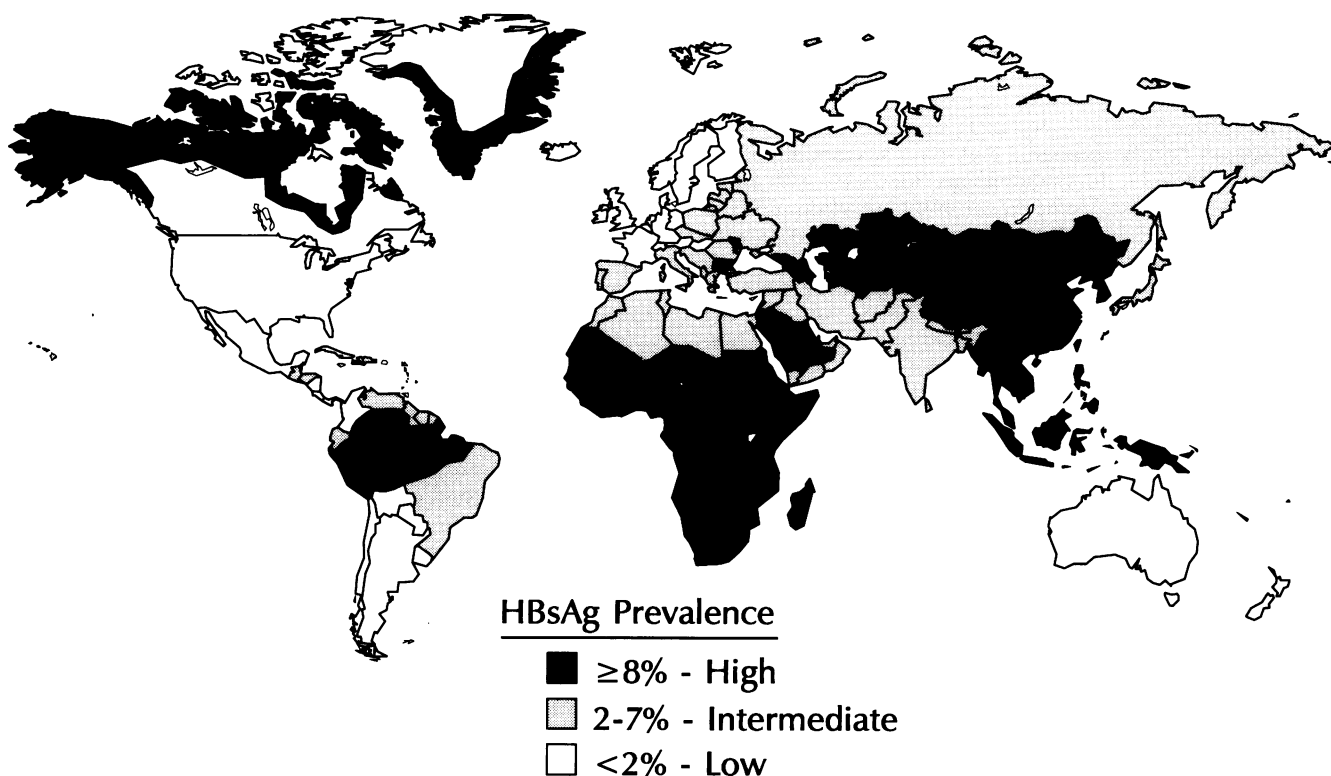 HBsAg Prevalence
≥8% - High
2-7% - Intermediate
<2% - Low